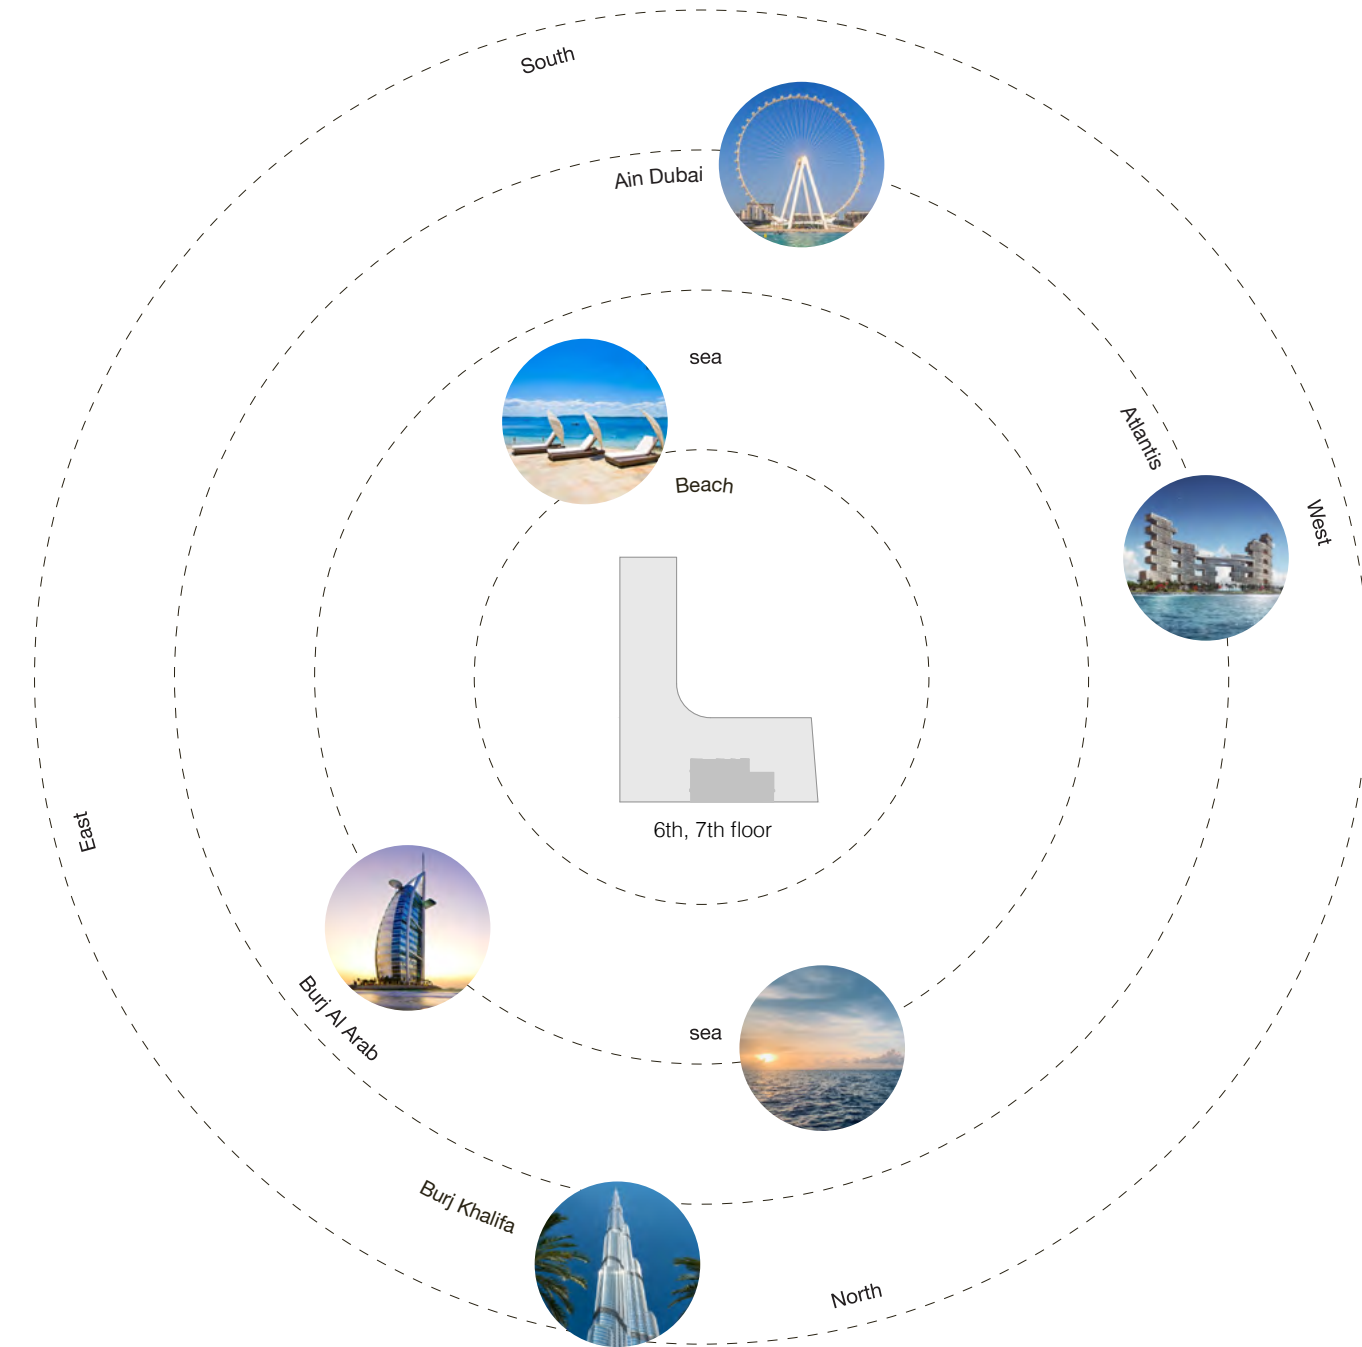 South
Ain Dubai
sea
Atlantis
Beach
West
East
6th, 7th floor
Burj Al Arab
sea
Burj Khalifa
North